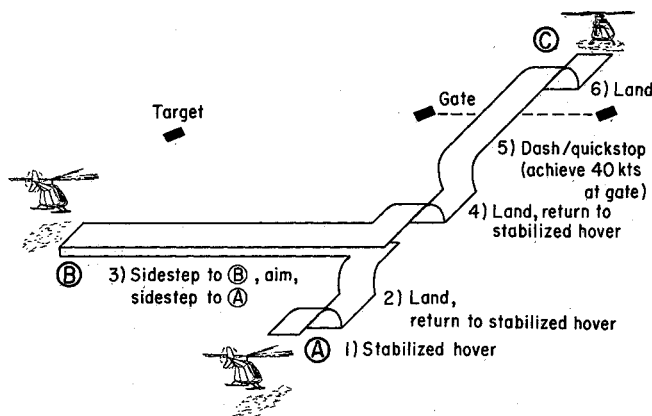 C
6) Land
Gate
Target
5) Dash/quickstop
(achieve 40 kts
at gate)
4) Land, return to
stabilized hover
B
3) Sidestep to B, aim,
sidestep to A
2) Land,
return to stabilized hover
A
1) Stabilized hover